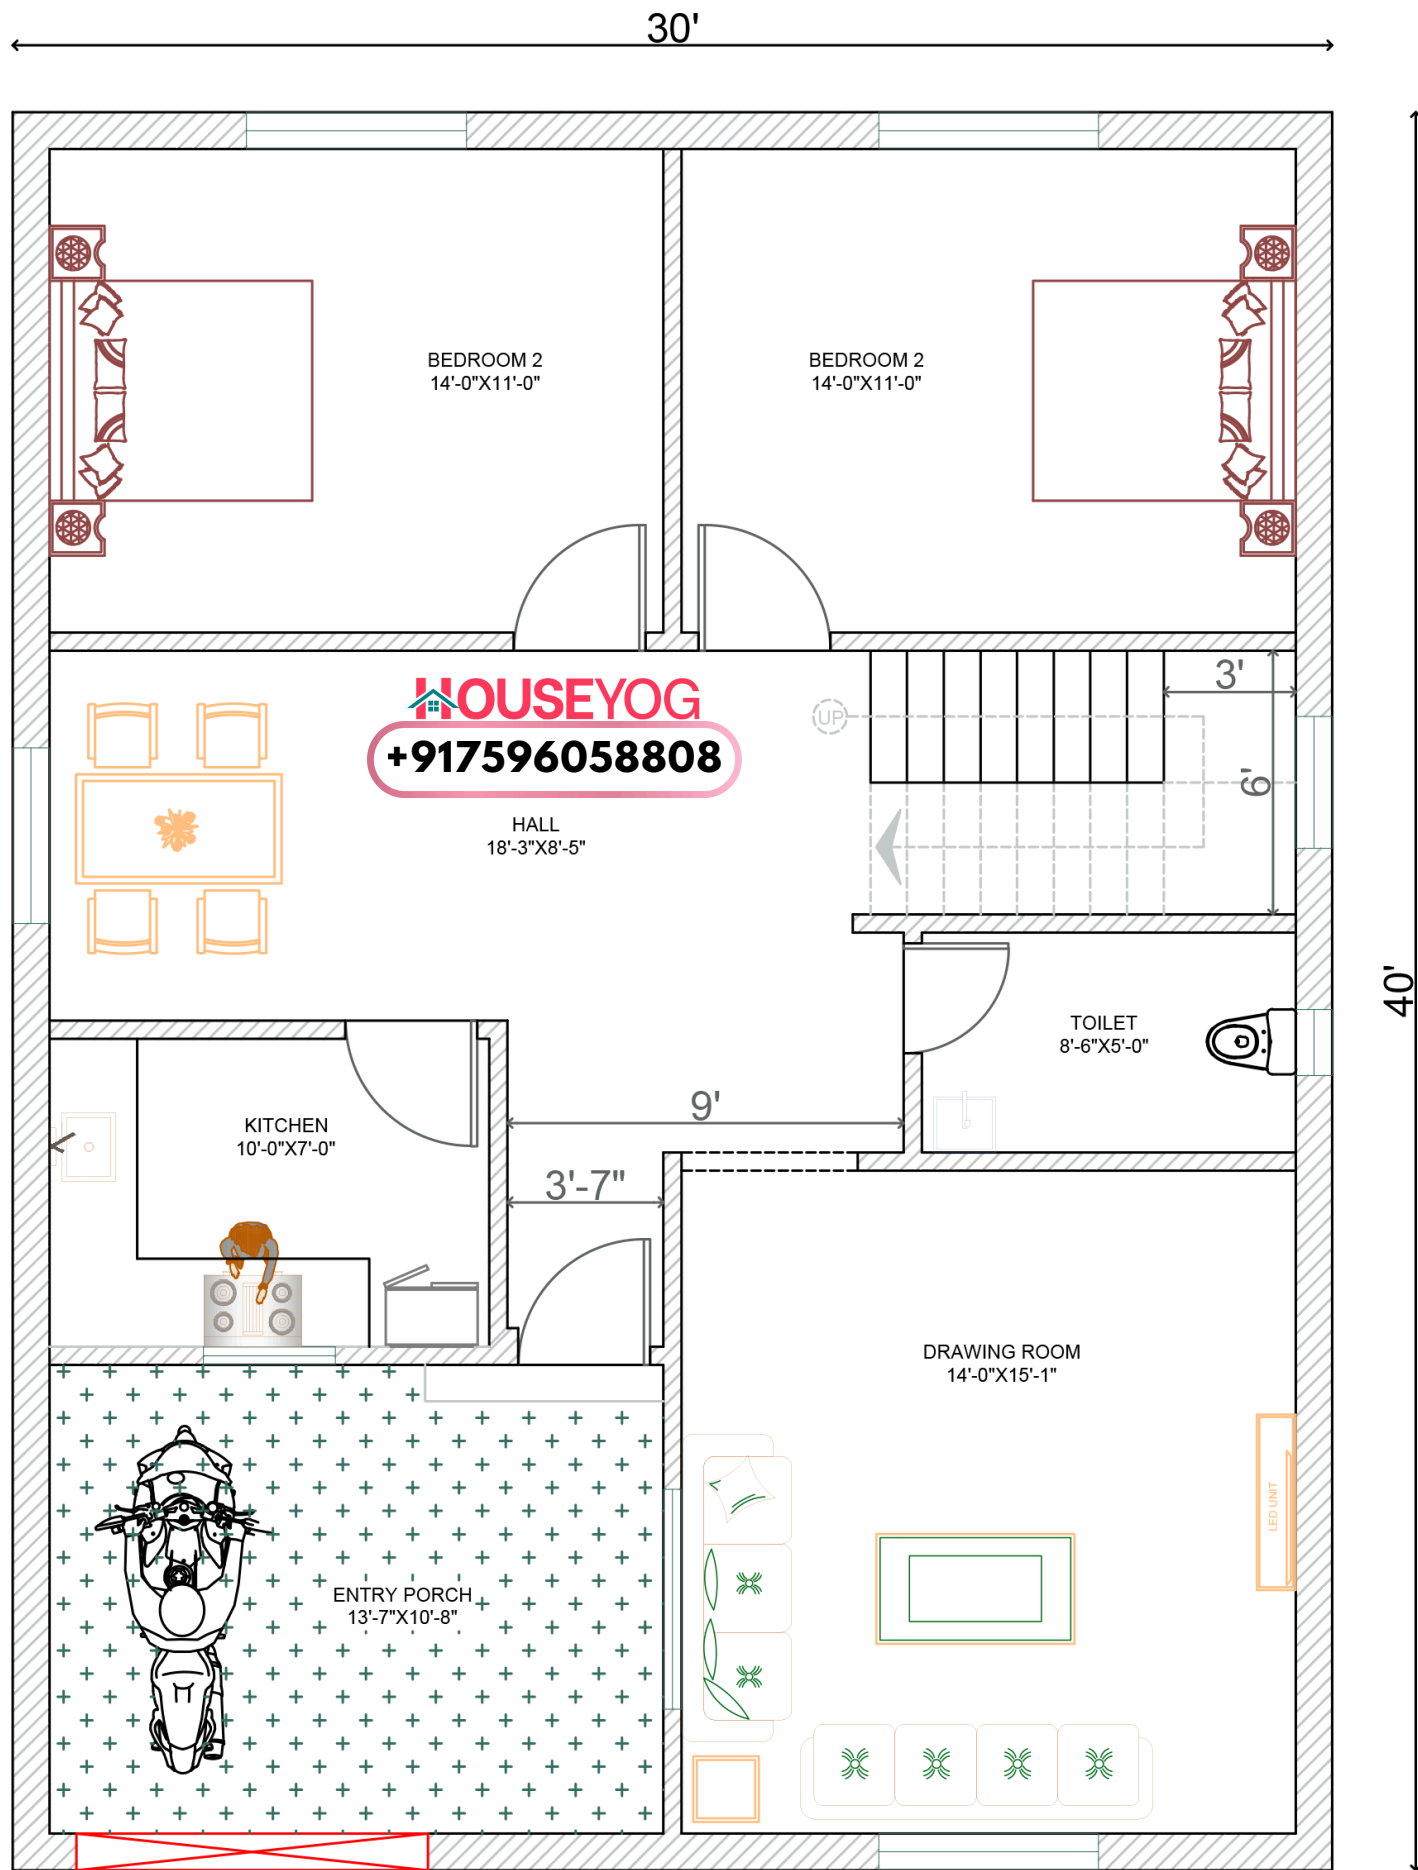 30'
BEDROOM 2
14'-0"X11'-0"
BEDROOM 2
14'-0"X11'-0"
HOUSEYOG
+917596058808
3'
UP
6'
HALL
18'-3"X8'-5"
40'
TOILET
8'-6"X5'-0"
9'
KITCHEN
10'-0"X7'-0"
3'-7"
DRAWING ROOM
14'-0"X15'-1"
LED UNIT
ENTRY PORCH
13'-7"X10'-8"